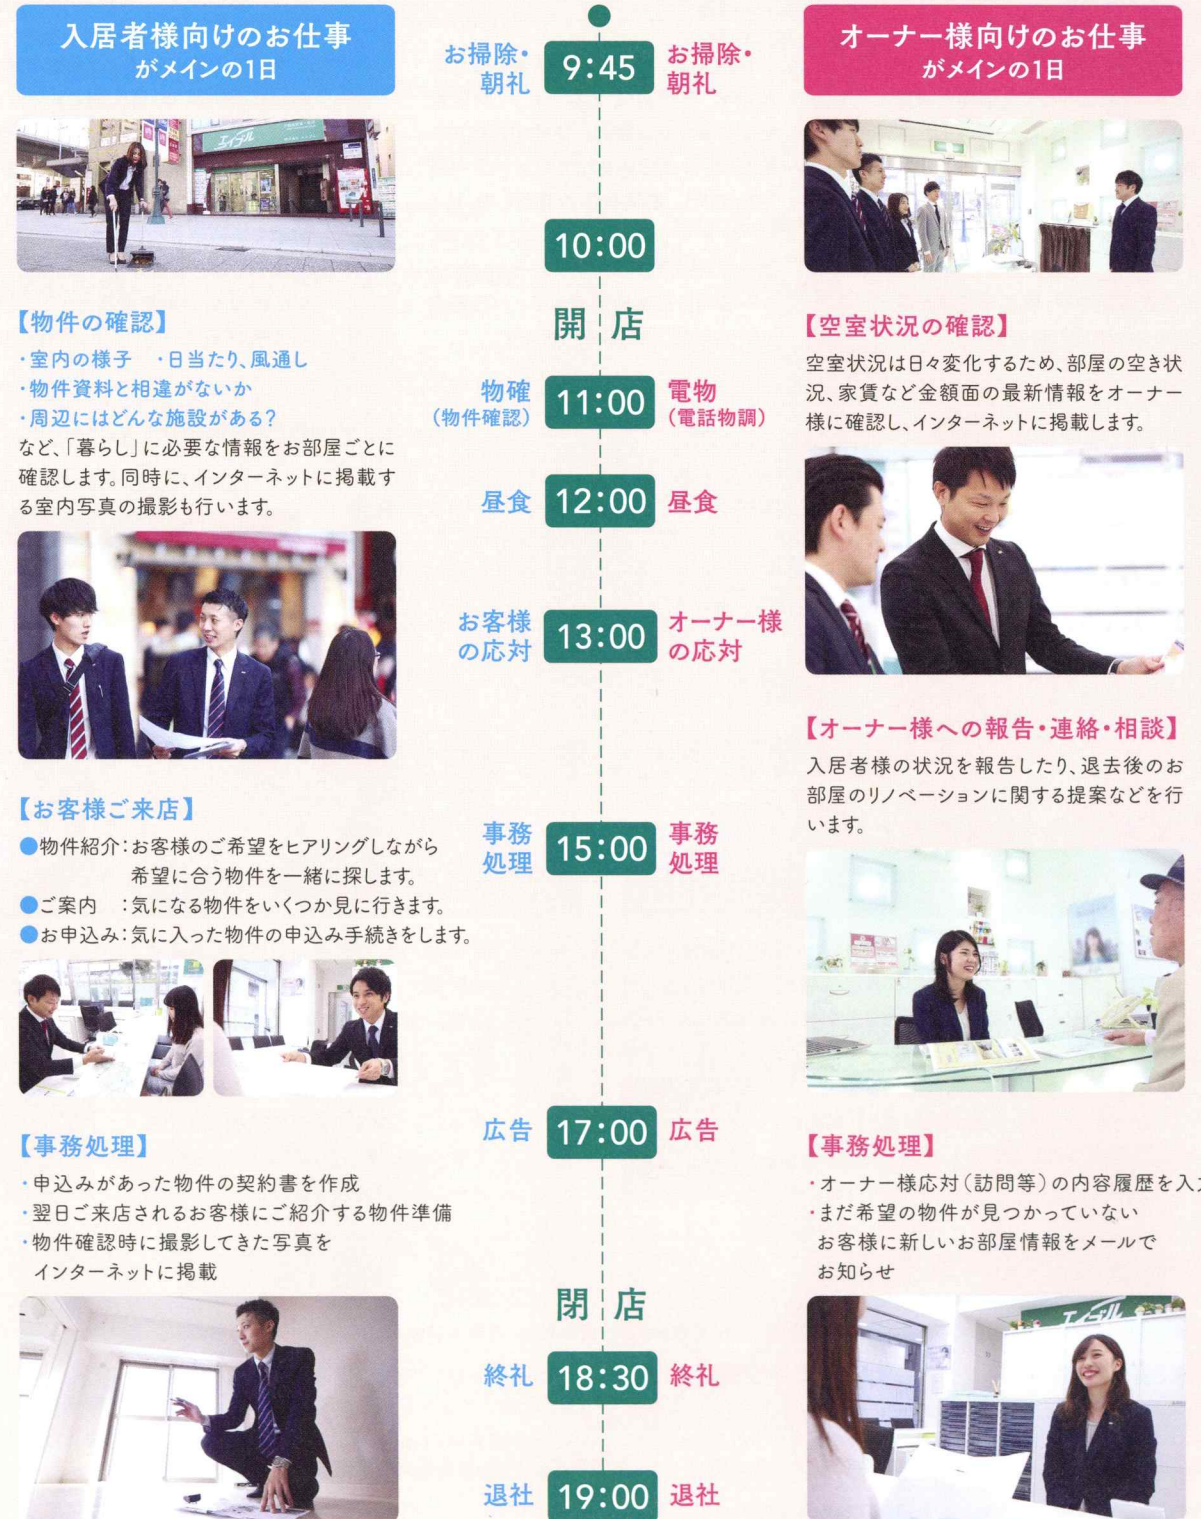 入居者様向けのお仕事
がメインの1日
エイブル
【物件の確認】
・室内の様子　・日当たり、風通し
・物件資料と相違がないか
・周辺にはどんな施設がある?
など、「暮らし」に必要な情報をお部屋ごとに
確認します。同時に、インターネットに掲載す
る室内写真の撮影も行います。
【お客様ご来店】
●物件紹介:お客様のご希望をヒアリングしながら
希望に合う物件を一緒に探します。
●ご案内　:気になる物件をいくつか見に行きます。
●お申込み:気に入った物件の申込み手続きをします。
【事務処理】
・申込みがあった物件の契約書を作成
・翌日ご来店されるお客様にご紹介する物件準備
・物件確認時に撮影してきた写真を
インターネットに掲載
お掃除・
朝礼
9:45
お掃除・
朝礼
10:00
開店
物確
(物件確認)
11:00
電物
(電話物調)
昼食
12:00
昼食
お客様
の応対
13:00
オーナー様
の応対
事務
処理
15:00
事務
処理
広告
17:00
広告
閉店
終礼
18:30
終礼
退社
19:00
退社
オーナー様向けのお仕事
がメインの1日
【空室状況の確認】
空室状況は日々変化するため、部屋の空き状
況、家賃など金額面の最新情報をオーナー
様に確認し、インターネットに掲載します。
【オーナー様への報告・連絡・相談】
入居者様の状況を報告したり、退去後のお
部屋のリノベーションに関する提案などを行
います。
【事務処理】
・オーナー様応対(訪問等)の内容履歴を入
・まだ希望の物件が見つかっていない
お客様に新しいお部屋情報をメールで
お知らせ
エイブル